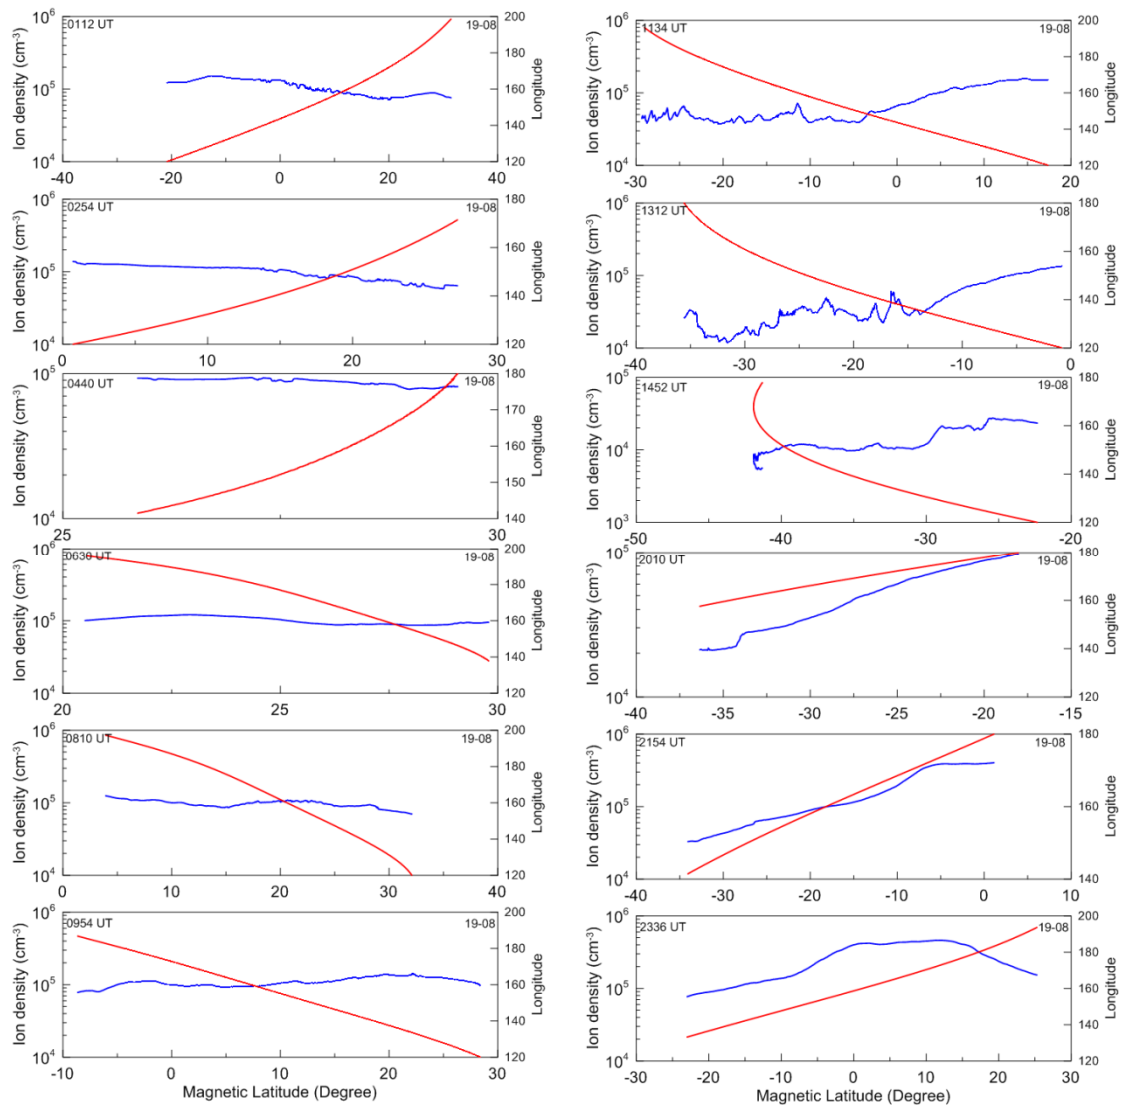 Ion density (cm-3)
10^6
10^5
10^4
0112 UT
19-08
200
180
160
140
120
Longitude
-40 -20 0 20 40
Ion density (cm-3)
10^6
10^5
10^4
0254 UT
19-08
180
160
140
120
Longitude
0 10 20 30
Ion density (cm-3)
10^5
10^4
0440 UT
19-08
180
170
160
150
140
Longitude
25 30
Ion density (cm-3)
10^6
10^5
10^4
0630 UT
19-08
200
180
160
140
120
Longitude
20 25 30
Ion density (cm-3)
10^6
10^5
10^4
0810 UT
19-08
200
180
160
140
120
Longitude
0 10 20 30 40
Ion density (cm-3)
10^6
10^5
10^4
0954 UT
19-08
200
180
160
140
120
Longitude
-10 0 10 20 30
Magnetic Latitude (Degree)
Ion density (cm-3)
10^6
10^5
10^4
1134 UT
19-08
200
180
160
140
120
Longitude
-30 -20 -10 0 10 20
Ion density (cm-3)
10^6
10^5
10^4
1312 UT
19-08
180
160
140
120
Longitude
-40 -30 -20 -10 0
Ion density (cm-3)
10^5
10^4
10^3
1452 UT
19-08
180
160
140
120
Longitude
-50 -40 -30 -20
Ion density (cm-3)
10^5
10^4
2010 UT
19-08
180
160
140
120
Longitude
-40 -35 -30 -25 -20 -15
Ion density (cm-3)
10^6
10^5
10^4
2154 UT
19-08
180
160
140
Longitude
-40 -30 -20 -10 0 10
Ion density (cm-3)
10^6
10^5
10^4
2336 UT
19-08
200
180
160
140
120
Longitude
-30 -20 -10 0 10 20 30
Magnetic Latitude (Degree)